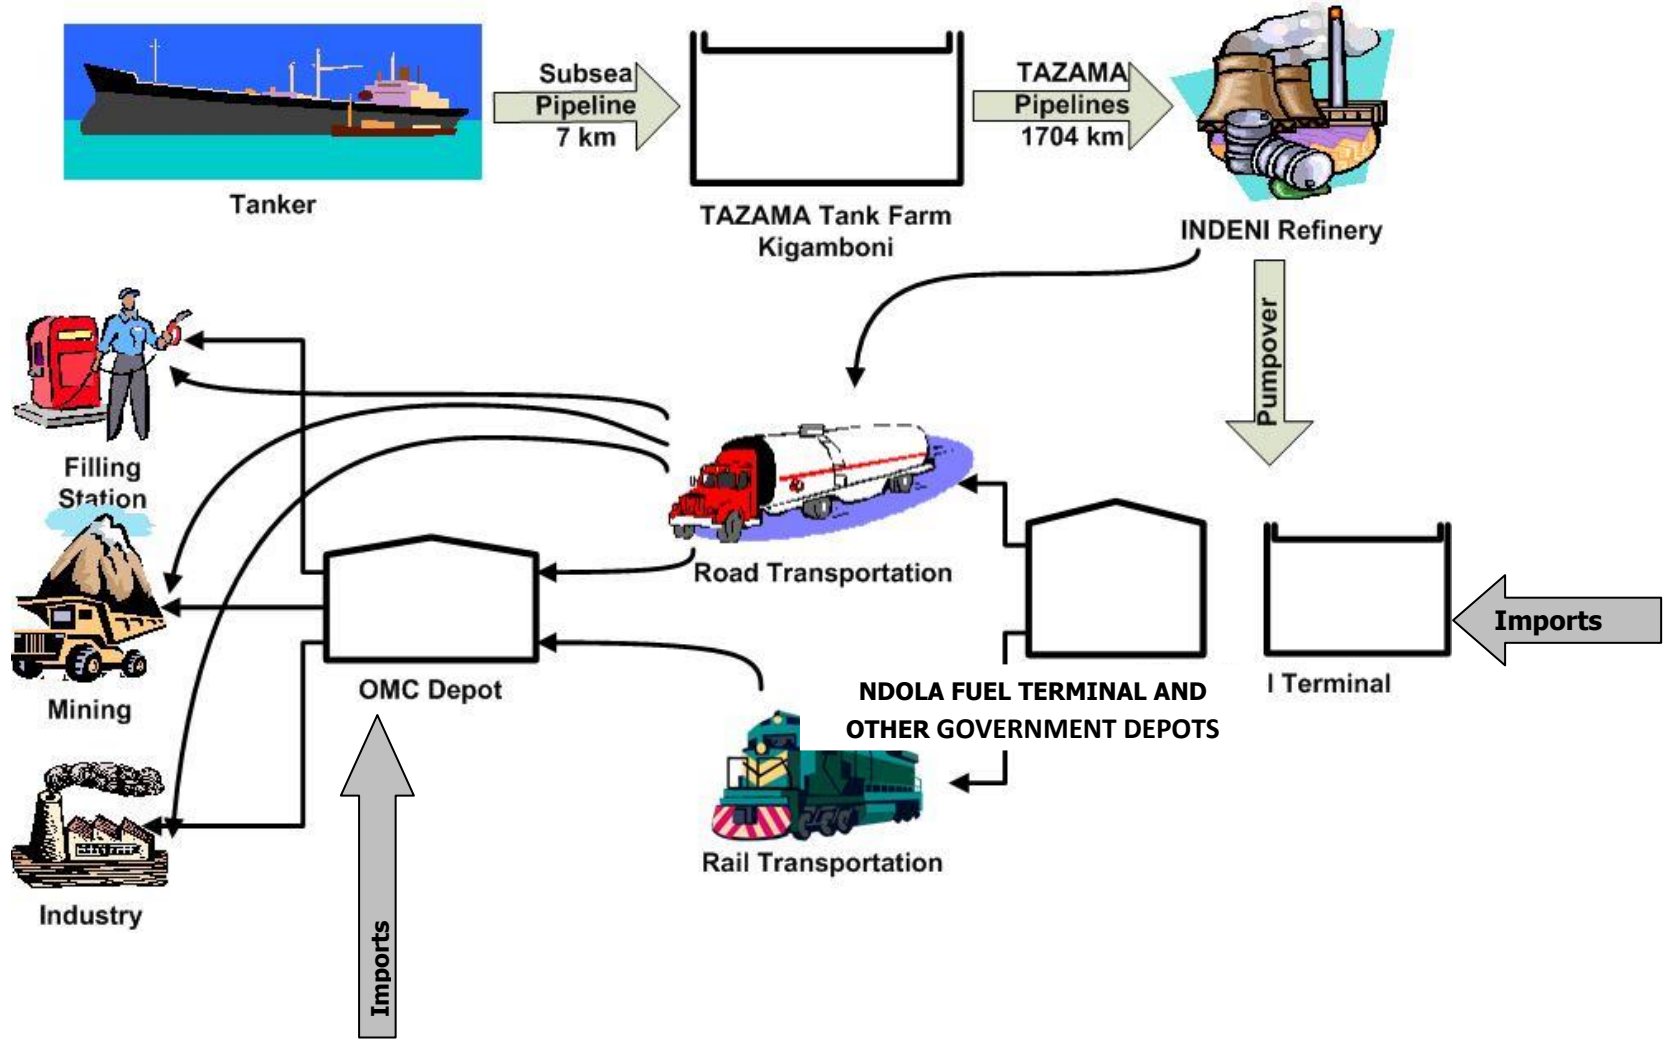 Subsea
Pipeline
7 km
TAZAMA
Pipelines
1704 km
Tanker
TAZAMA Tank Farm
Kigamboni
INDENI Refinery
Pumpover
Filling
Station
Road Transportation
Imports
Mining
OMC Depot
NDOLA FUEL TERMINAL AND
OTHER GOVERNMENT DEPOTS
l Terminal
Rail Transportation
Industry
Imports